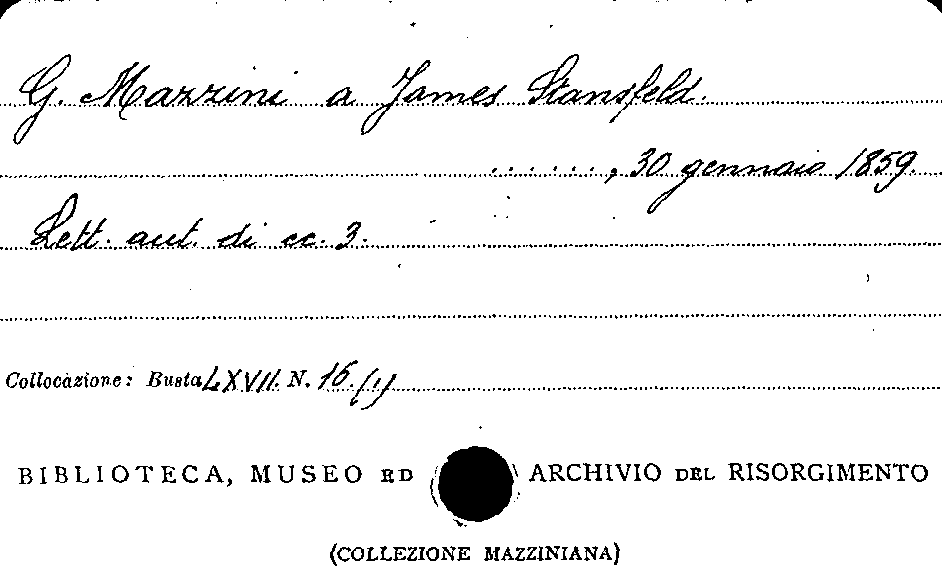 G. Mazzini a James Stansfeld.
......, 30 gennaio 1859.
Lett. aut. di cc. 3.
Collocazione: Busta LXVII. N. 16. (1)
BIBLIOTECA, MUSEO ED ARCHIVIO DEL RISORGIMENTO
(COLLEZIONE MAZZINIANA)